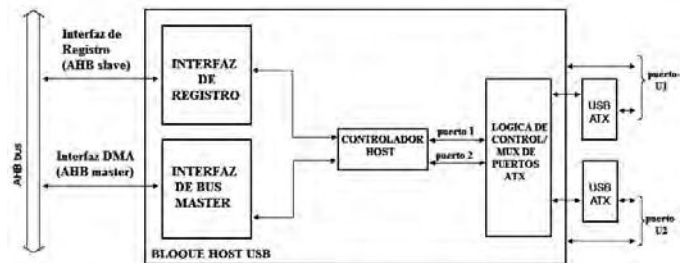 AHB bus
Interfaz de
Registro
(AHB slave)
Interfaz DMA
(AHB master)
INTERFAZ
DE
REGISTRO
INTERFAZ
DE BUS
MASTER
CONTROLADOR
HOST
puerto 1
puerto 2
LOGICA DE
CONTROL/
MUX DE
PUERTOS
ATX
USB
ATX
puerto
U1
USB
ATX
puerto
U2
BLOQUE HOST USB